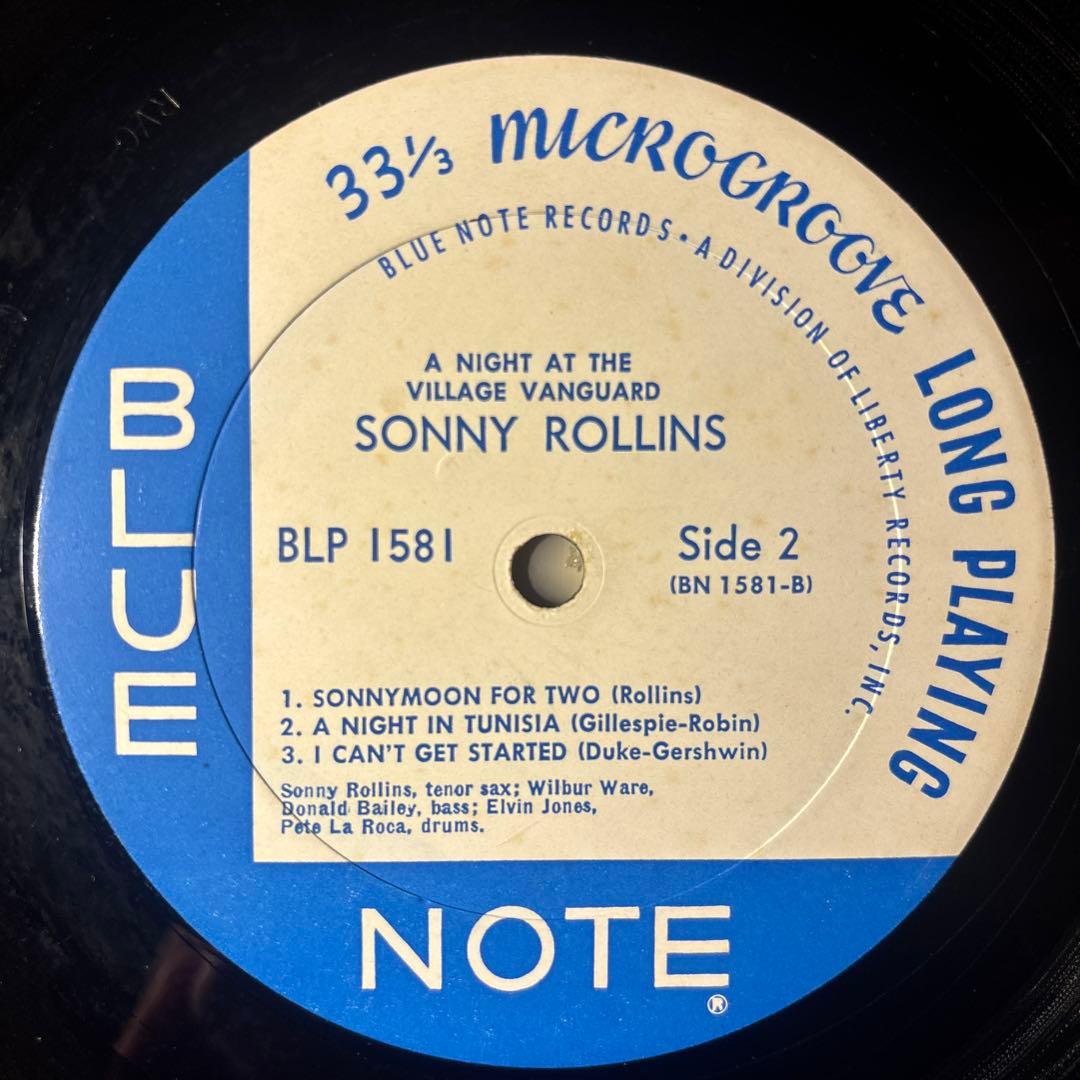 RVG
33⅓ MICROGROOVE LONG PLAYING
BLUE NOTE RECORDS • A DIVISION OF LIBERTY RECORDS, INC.
A NIGHT AT THE
VILLAGE VANGUARD
SONNY ROLLINS
BLP 1581
Side 2
(BN 1581-B)
1. SONNYMOON FOR TWO (Rollins)
2. A NIGHT IN TUNISIA (Gillespie-Robin)
3. I CAN'T GET STARTED (Duke-Gershwin)
Sonny Rollins, tenor sax; Wilbur Ware,
Donald Bailey, bass; Elvin Jones,
Pete La Roca, drums.
BLUE
NOTE
®